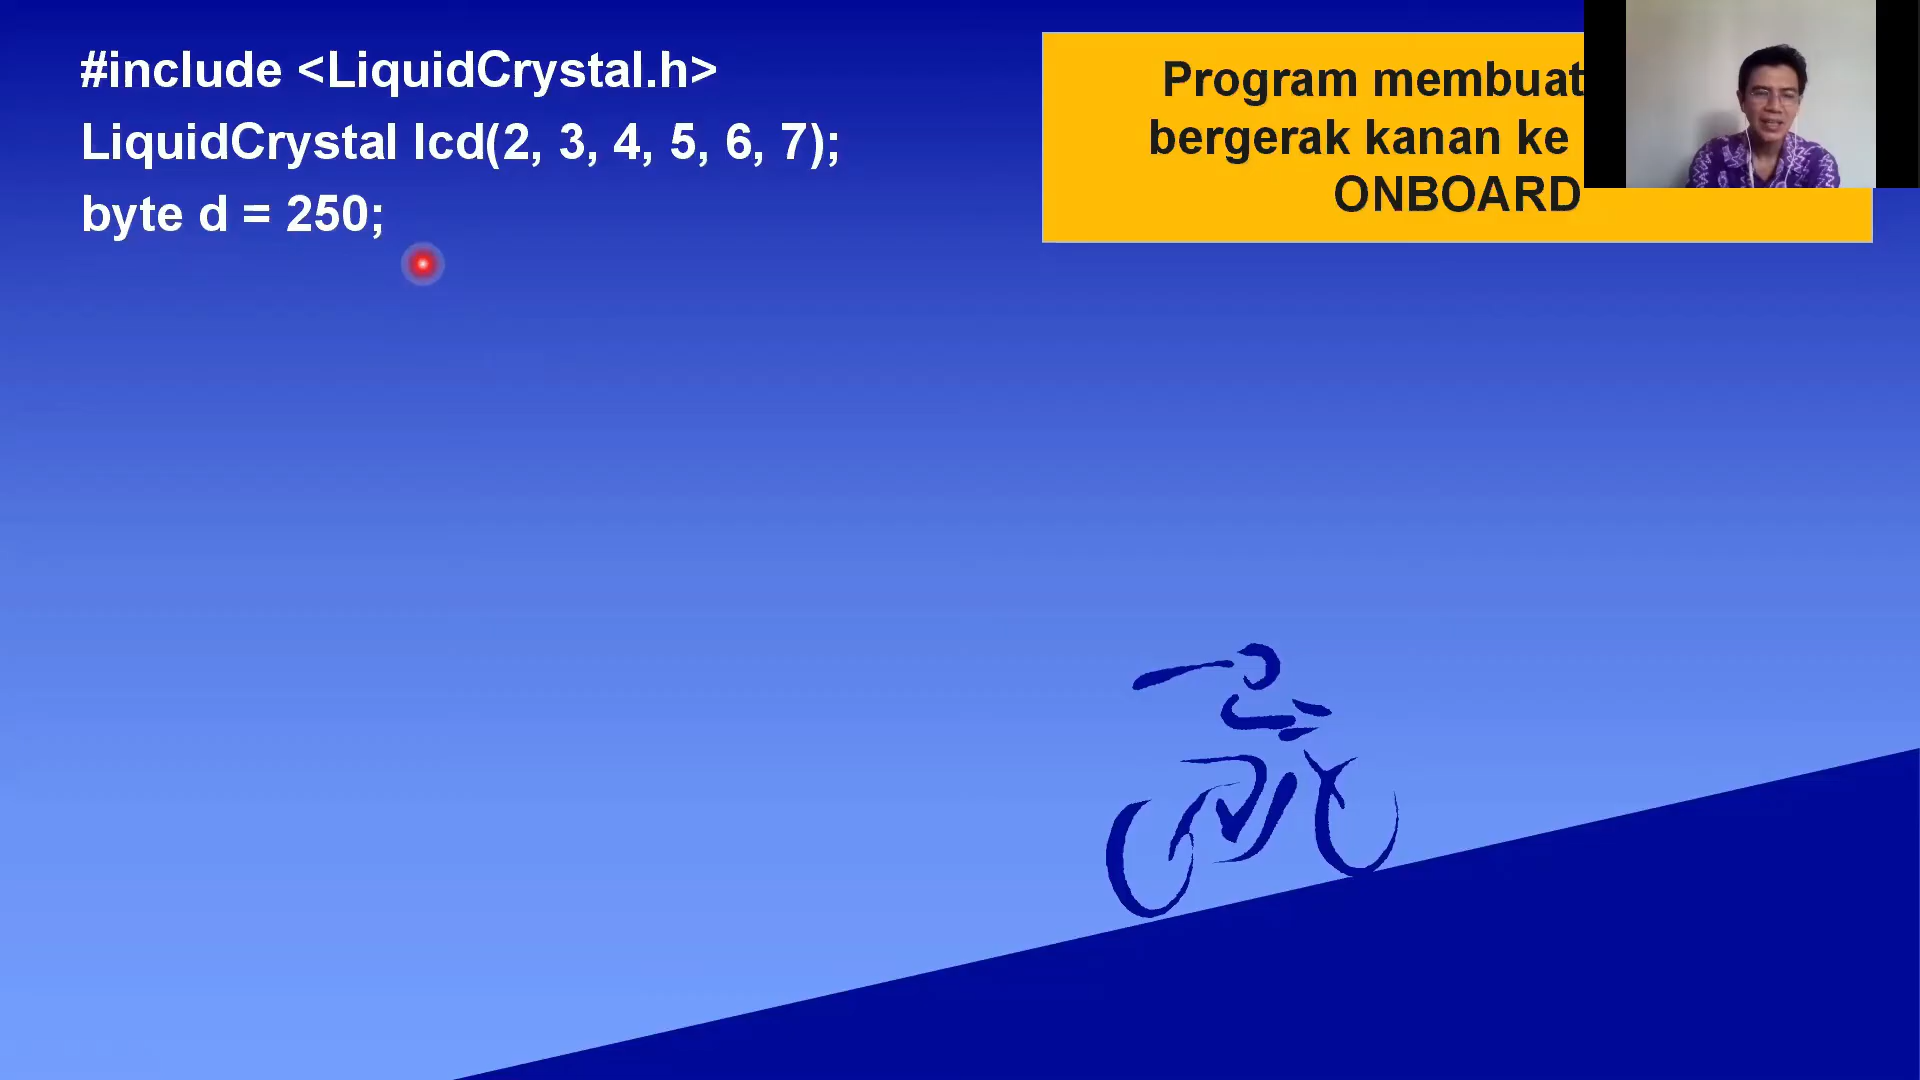 #include <LiquidCrystal.h>
LiquidCrystal lcd(2, 3, 4, 5, 6, 7);
byte d = 250;
Program membuat
bergerak kanan ke
ONBOARD